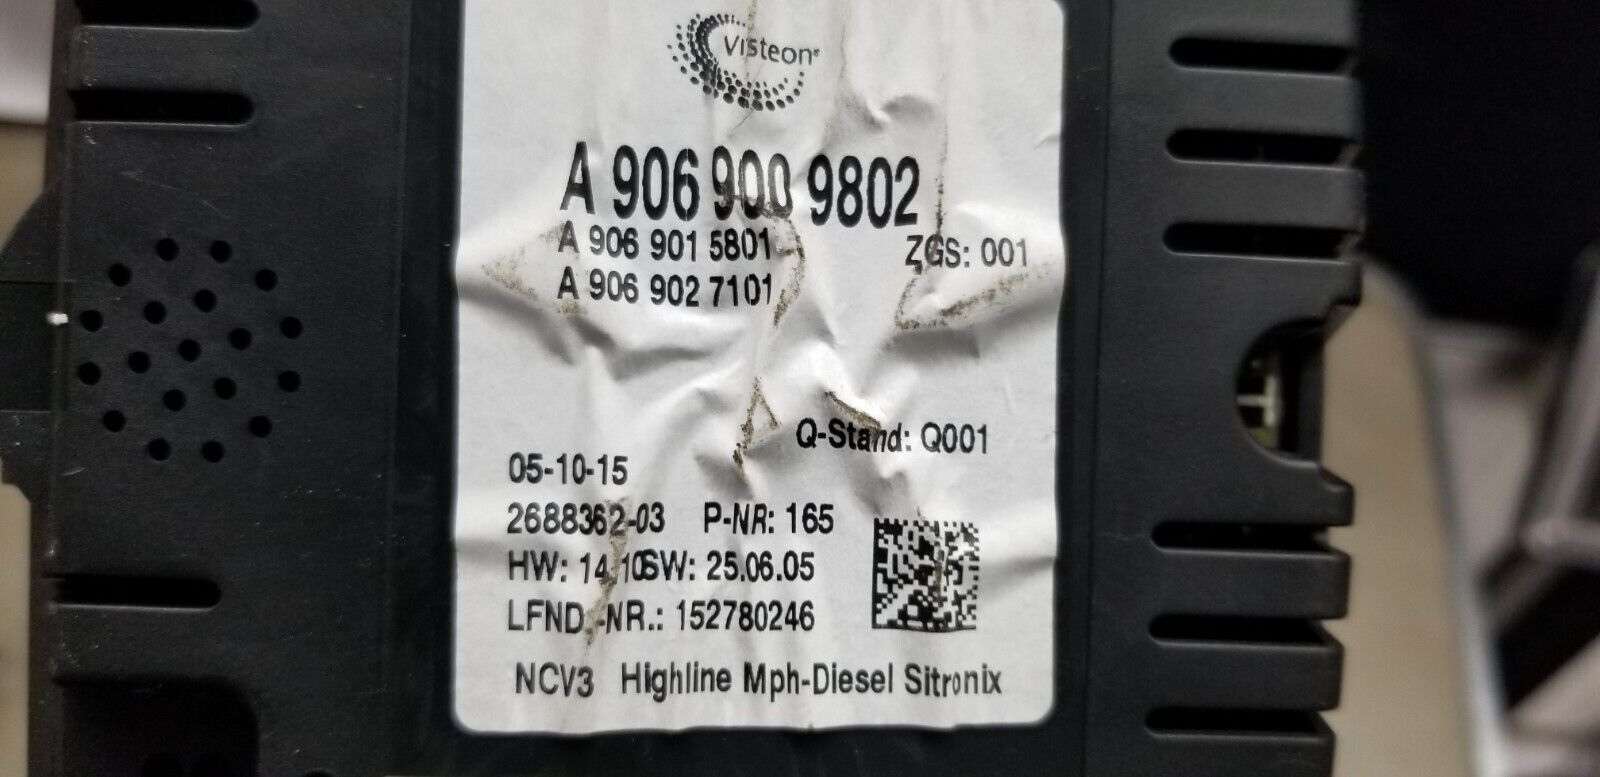 Visteon®
A 906 900 9802
A 906 901 5801 ZGS: 001
A 906 902 7101
Q-Stand: Q001
05-10-15
2688362-03 P-NR: 165
HW: 14.10 SW: 25.06.05
LFND.-NR.: 152780246
NCV3 Highline Mph-Diesel Sitronix